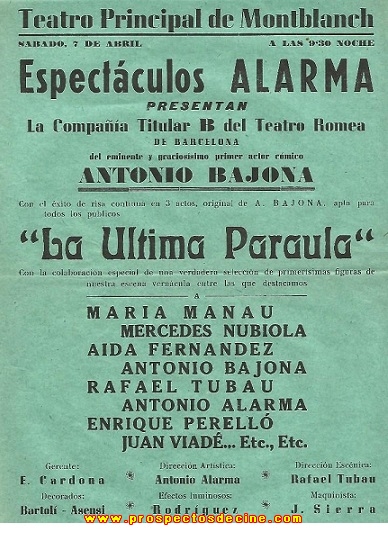 Teatro Principal de Montblanch
SABADO, 7 DE ABRIL A LAS 9'30 NOCHE
Espectáculos ALARMA
PRESENTAN
La Compañía Titular B del Teatro Romea
DE BARCELONA
del eminente y graciosísimo primer actor cómico
ANTONIO BAJONA
Con el éxito de risa continua en 3 actos, original de A. BAJONA, apta para
todos los publicos
"La Ultima Paraula"
Con la colaboración especial de una verdadero selección de primerísimas figuras de
nuestra escena vernácula entre las que destacamos
A
MARIA MANAU
MERCEDES NUBIOLA
AIDA FERNANDEZ
ANTONIO BAJONA
RAFAEL TUBAU
ANTONIO ALARMA
ENRIQUE PERELLÓ
JUAN VIADÉ... Etc., Etc.
Gerente: Dirección Artística: Dirección Escénica:
E. Cardona * Antonio Alarma * Rafael Tubau
Decorados: Efectos luminosos: Maquinista:
Bartolí - Asensi * Rodríguez * J. Sierra
www.prospectosdecine.com